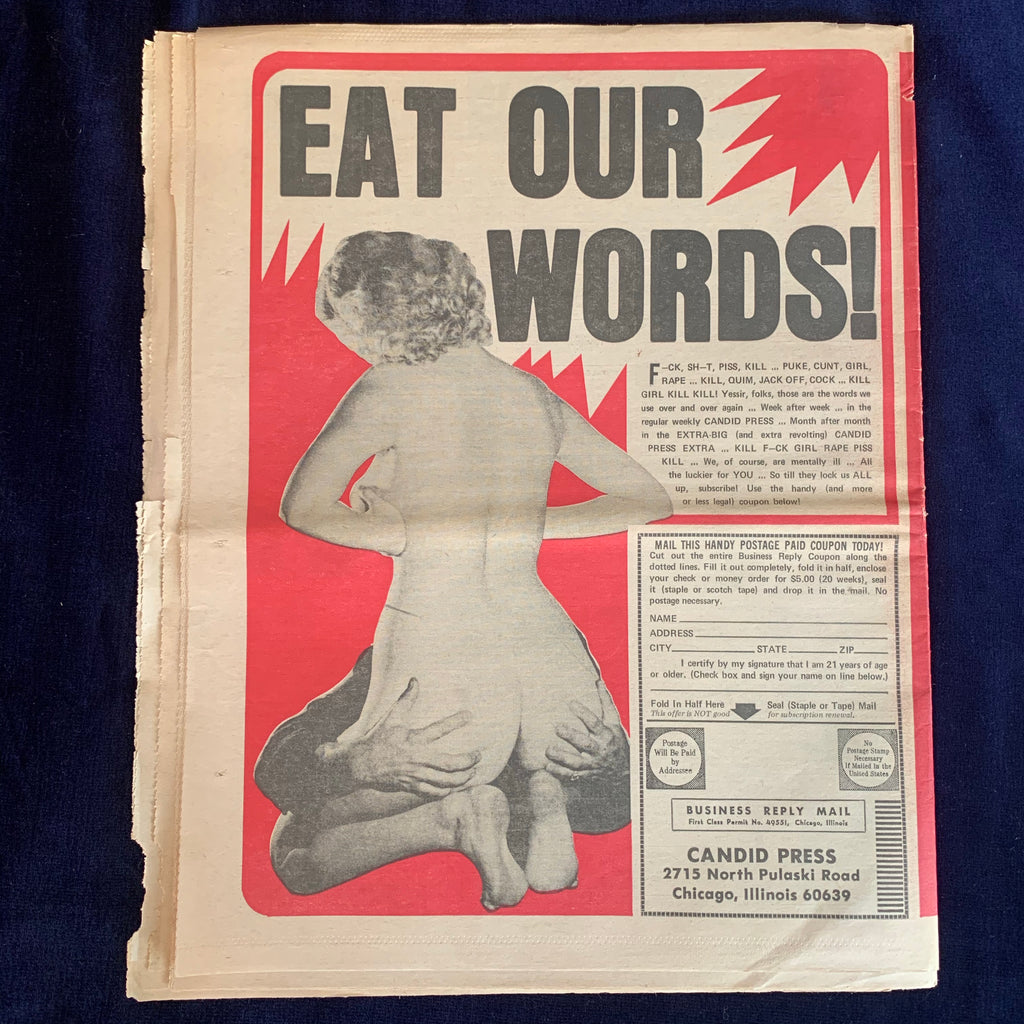 EAT OUR
WORDS!
F—CK, SH—T, PISS, KILL ... PUKE, CUNT, GIRL,
RAPE ... KILL, QUIM, JACK OFF, COCK ... KILL
GIRL KILL KILL! Yessir, folks, those are the words we
use over and over again ... Week after week ... in the
regular weekly CANDID PRESS ... Month after month
in the EXTRA-BIG (and extra revolting) CANDID
PRESS EXTRA ... KILL F—CK GIRL RAPE PISS
KILL ... We, of course, are mentally ill ... All
the luckier for YOU ... So till they lock us ALL
up, subscribe! Use the handy (and more
or less legal) coupon below!
MAIL THIS HANDY POSTAGE PAID COUPON TODAY!
Cut out the entire Business Reply Coupon along the
dotted lines. Fill it out completely, fold it in half, enclose
your check or money order for $5.00 (20 weeks), seal
it (staple or scotch tape) and drop it in the mail. No
postage necessary.
NAME
ADDRESS
CITY STATE ZIP
I certify by my signature that I am 21 years of age
or older. (Check box and sign your name on line below.)
Fold In Half Here Seal (Staple or Tape) Mail
This offer is NOT good for subscription renewal.
Postage
Will Be Paid
by
Addressee
No
Postage Stamp
Necessary
If Mailed In the
United States
BUSINESS REPLY MAIL
First Class Permit No. 49551, Chicago, Illinois
CANDID PRESS
2715 North Pulaski Road
Chicago, Illinois 60639